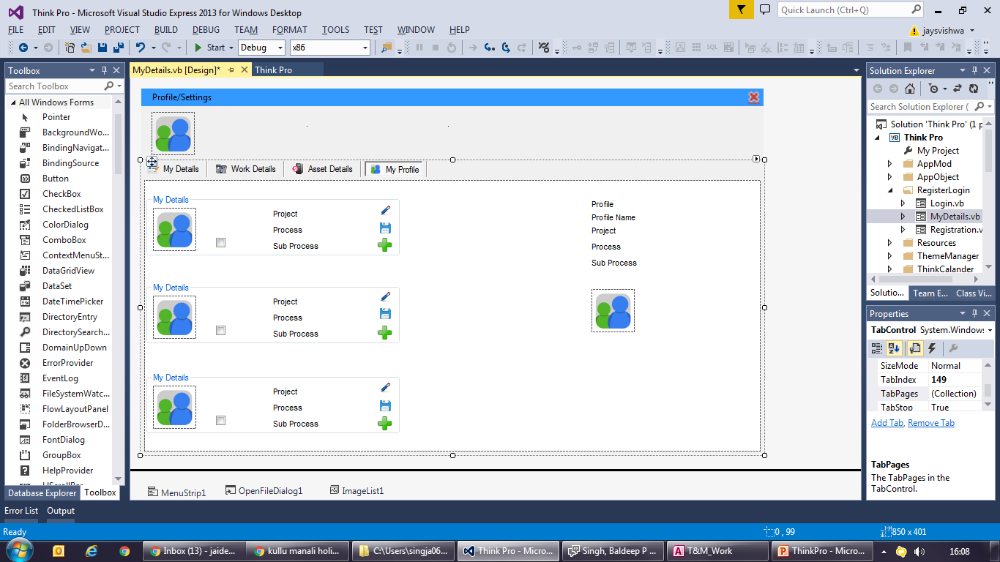 Think Pro - Microsoft Visual Studio Express 2013 for Windows Desktop
Quick Launch (Ctrl+Q)
FILE EDIT VIEW PROJECT BUILD DEBUG TEAM FORMAT TOOLS TEST WINDOW HELP
jaysvishwa
Start Debug x86
SQL
Toolbox
Search Toolbox
All Windows Forms
Pointer
BackgroundWo...
BindingNavigat...
BindingSource
Button
CheckBox
CheckedListBox
ColorDialog
ComboBox
ContextMenuSt...
DataGridView
DataSet
DateTimePicker
DirectoryEntry
DirectorySearch...
DomainUpDown
ErrorProvider
EventLog
FileSystemWatc...
FlowLayoutPanel
FolderBrowserD...
FontDialog
GroupBox
HelpProvider
Database Explorer Toolbox
MyDetails.vb [Design]* Think Pro
Profile/Settings
My Details Work Details Asset Details My Profile
My Details
Project
Process
Sub Process
My Details
Project
Process
Sub Process
My Details
Project
Process
Sub Process
Profile
Profile Name
Project
Process
Sub Process
MenuStrip1 OpenFileDialog1 ImageList1
Solution Explorer
Search Solution Explorer (
Solution 'Think Pro' (1 p
Think Pro
My Project
AppMod
AppObject
RegisterLogin
Login.vb
MyDetails.vb
Registration.v
Resources
ThemeManager
ThinkCalander
Solutio... Team E... Class Vi...
Properties
TabControl System.Windows
SizeMode Normal
TabIndex 149
TabPages (Collection)
TabStop True
Add Tab, Remove Tab
TabPages
The TabPages in the
TabControl.
Error List Output
Ready 0 , 99 850 x 401
Inbox (13) - jaide... kullu manali holi... C:\Users\singja06... Think Pro - Micro... Singh, Baldeep P ... T&M_Work ThinkPro - Micro... 16:08